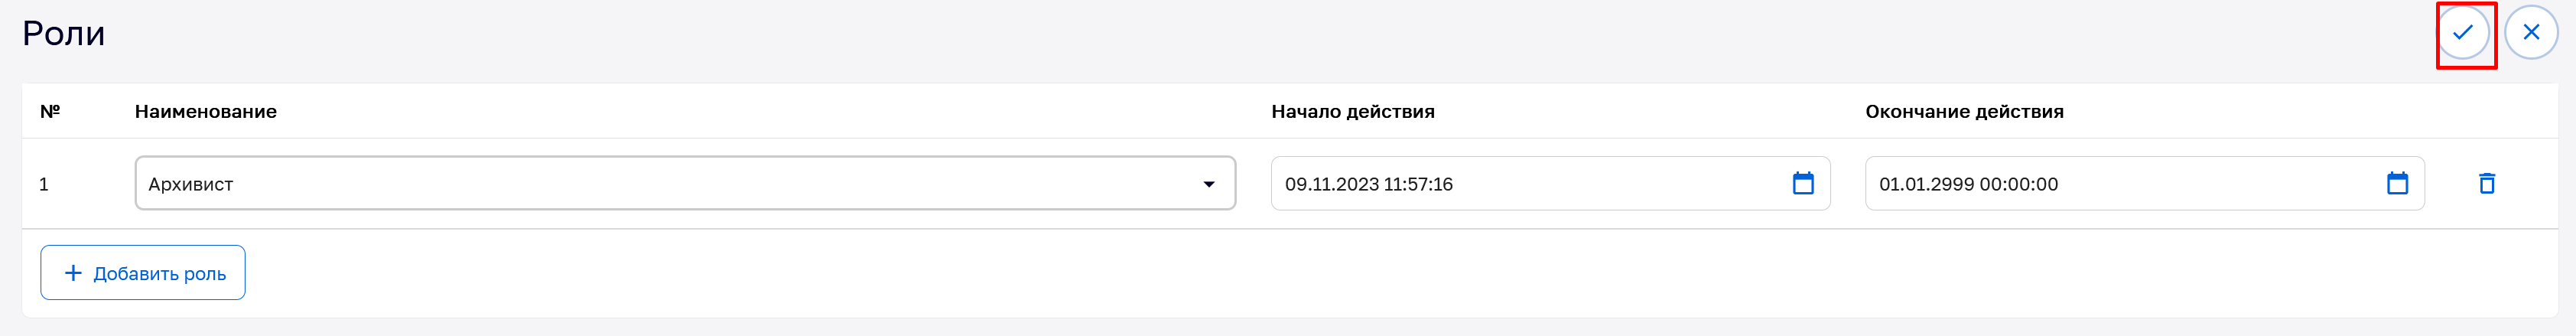 Роли
№ Наименование Начало действия Окончание действия
1 Архивист 09.11.2023 11:57:16 01.01.2999 00:00:00
Добавить роль